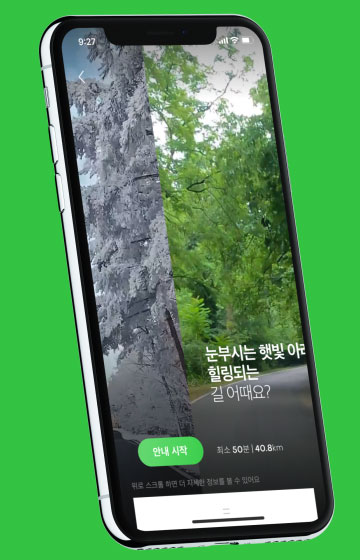 9:27
눈부시는 햇빛 아래
힐링되는
길 어때요?
안내 시작
최소 50분 | 40.8km
위로 스크롤 하면 더 자세한 정보를 볼 수 있어요